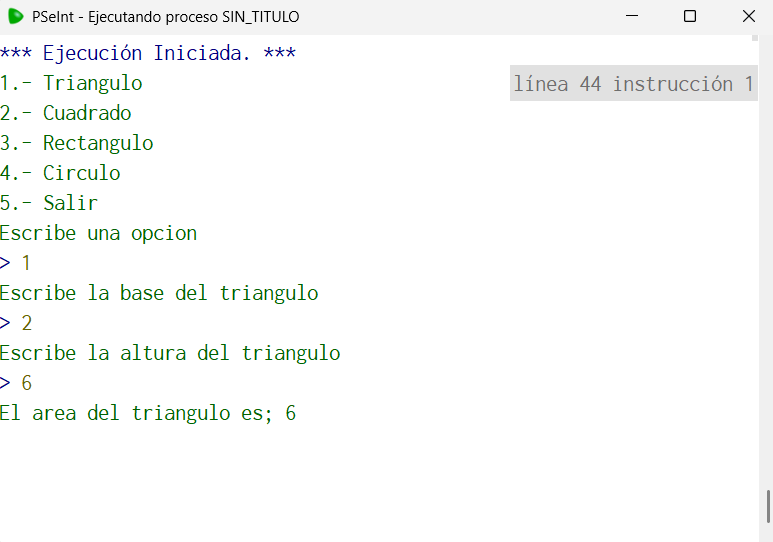 PSeInt - Ejecutando proceso SIN_TITULO
*** Ejecución Iniciada. ***
1.- Triangulo
línea 44 instrucción 1
2.- Cuadrado
3.- Rectangulo
4.- Circulo
5.- Salir
Escribe una opcion
> 1
Escribe la base del triangulo
> 2
Escribe la altura del triangulo
> 6
El area del triangulo es; 6